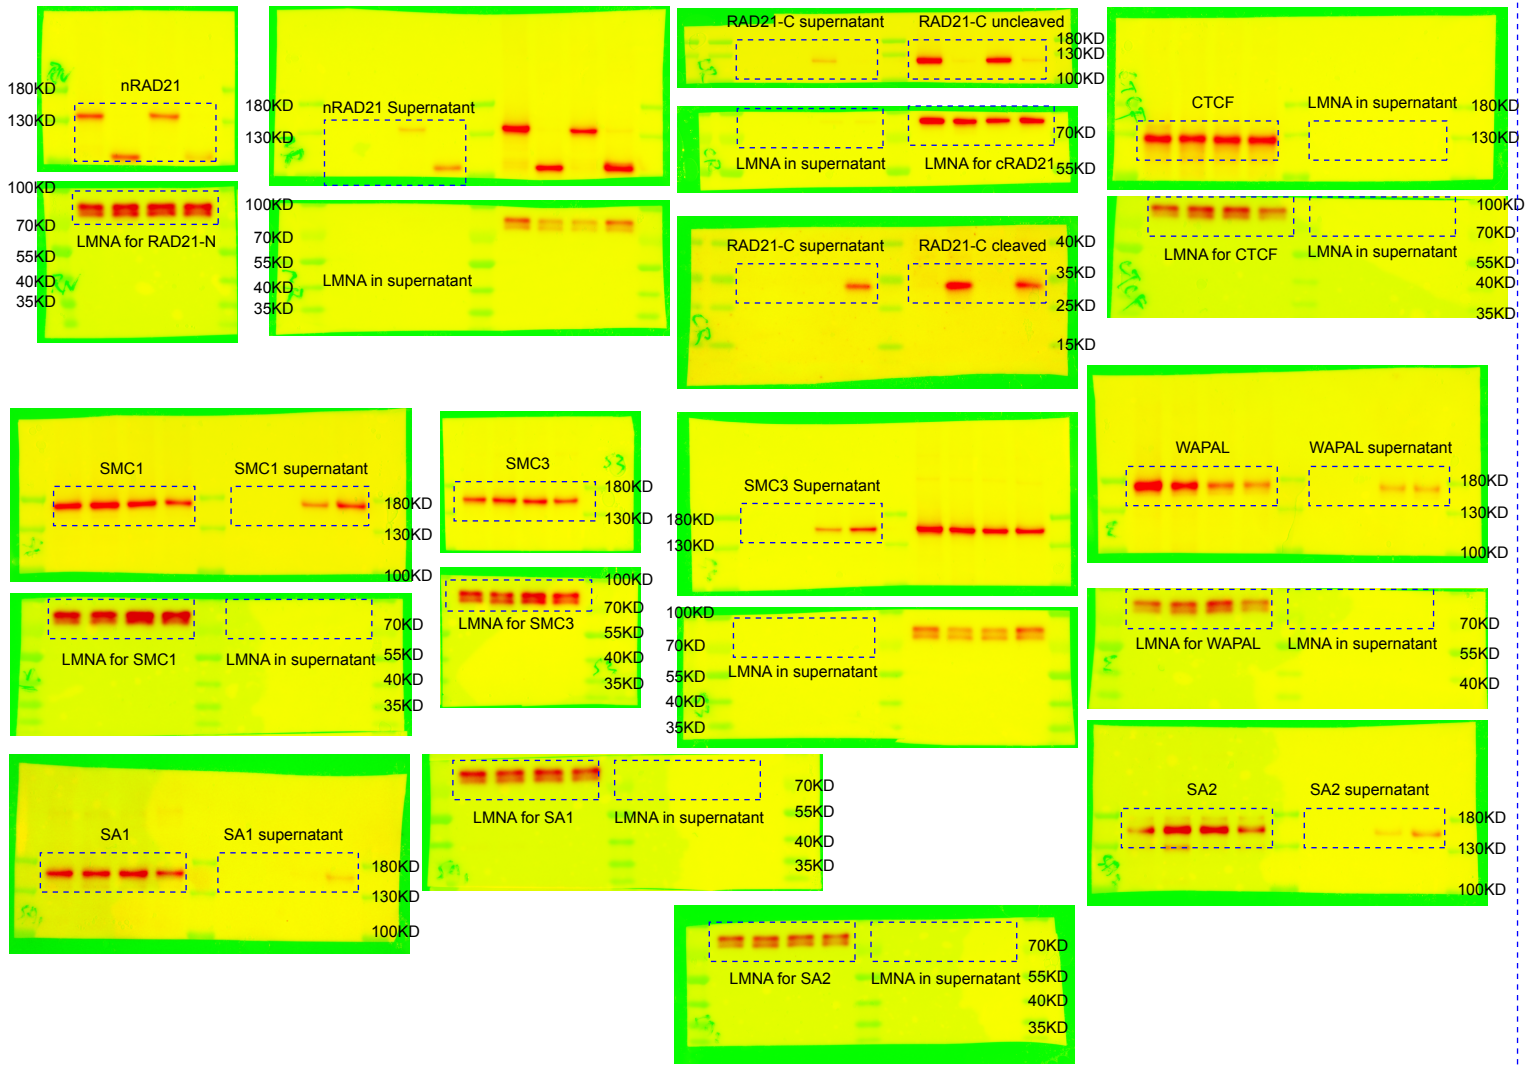 nRAD21
180KD
130KD
100KD
70KD
LMNA for RAD21-N
55KD
40KD
35KD
nRAD21 Supernatant
180KD
130KD
100KD
70KD
55KD
LMNA in supernatant
40KD
35KD
RAD21-C supernatant
RAD21-C uncleaved
180KD
130KD
100KD
70KD
LMNA in supernatant
LMNA for cRAD21
55KD
RAD21-C supernatant
RAD21-C cleaved
40KD
35KD
25KD
15KD
CTCF
LMNA in supernatant
180KD
130KD
CTCF
100KD
70KD
LMNA for CTCF
LMNA in supernatant
55KD
40KD
35KD
CTCF
SMC1
SMC1 supernatant
180KD
130KD
100KD
70KD
LMNA for SMC1
LMNA in supernatant
55KD
40KD
35KD
SMC3
S3
180KD
130KD
100KD
70KD
LMNA for SMC3
55KD
40KD
35KD
S3
SMC3 Supernatant
180KD
130KD
100KD
70KD
LMNA in supernatant
55KD
40KD
35KD
WAPAL
WAPAL supernatant
180KD
130KD
100KD
70KD
LMNA for WAPAL
LMNA in supernatant
55KD
40KD
SA1
SA1 supernatant
180KD
130KD
100KD
70KD
LMNA for SA1
LMNA in supernatant
55KD
40KD
35KD
SA2
SA2 supernatant
180KD
130KD
100KD
70KD
LMNA for SA2
LMNA in supernatant
55KD
40KD
35KD